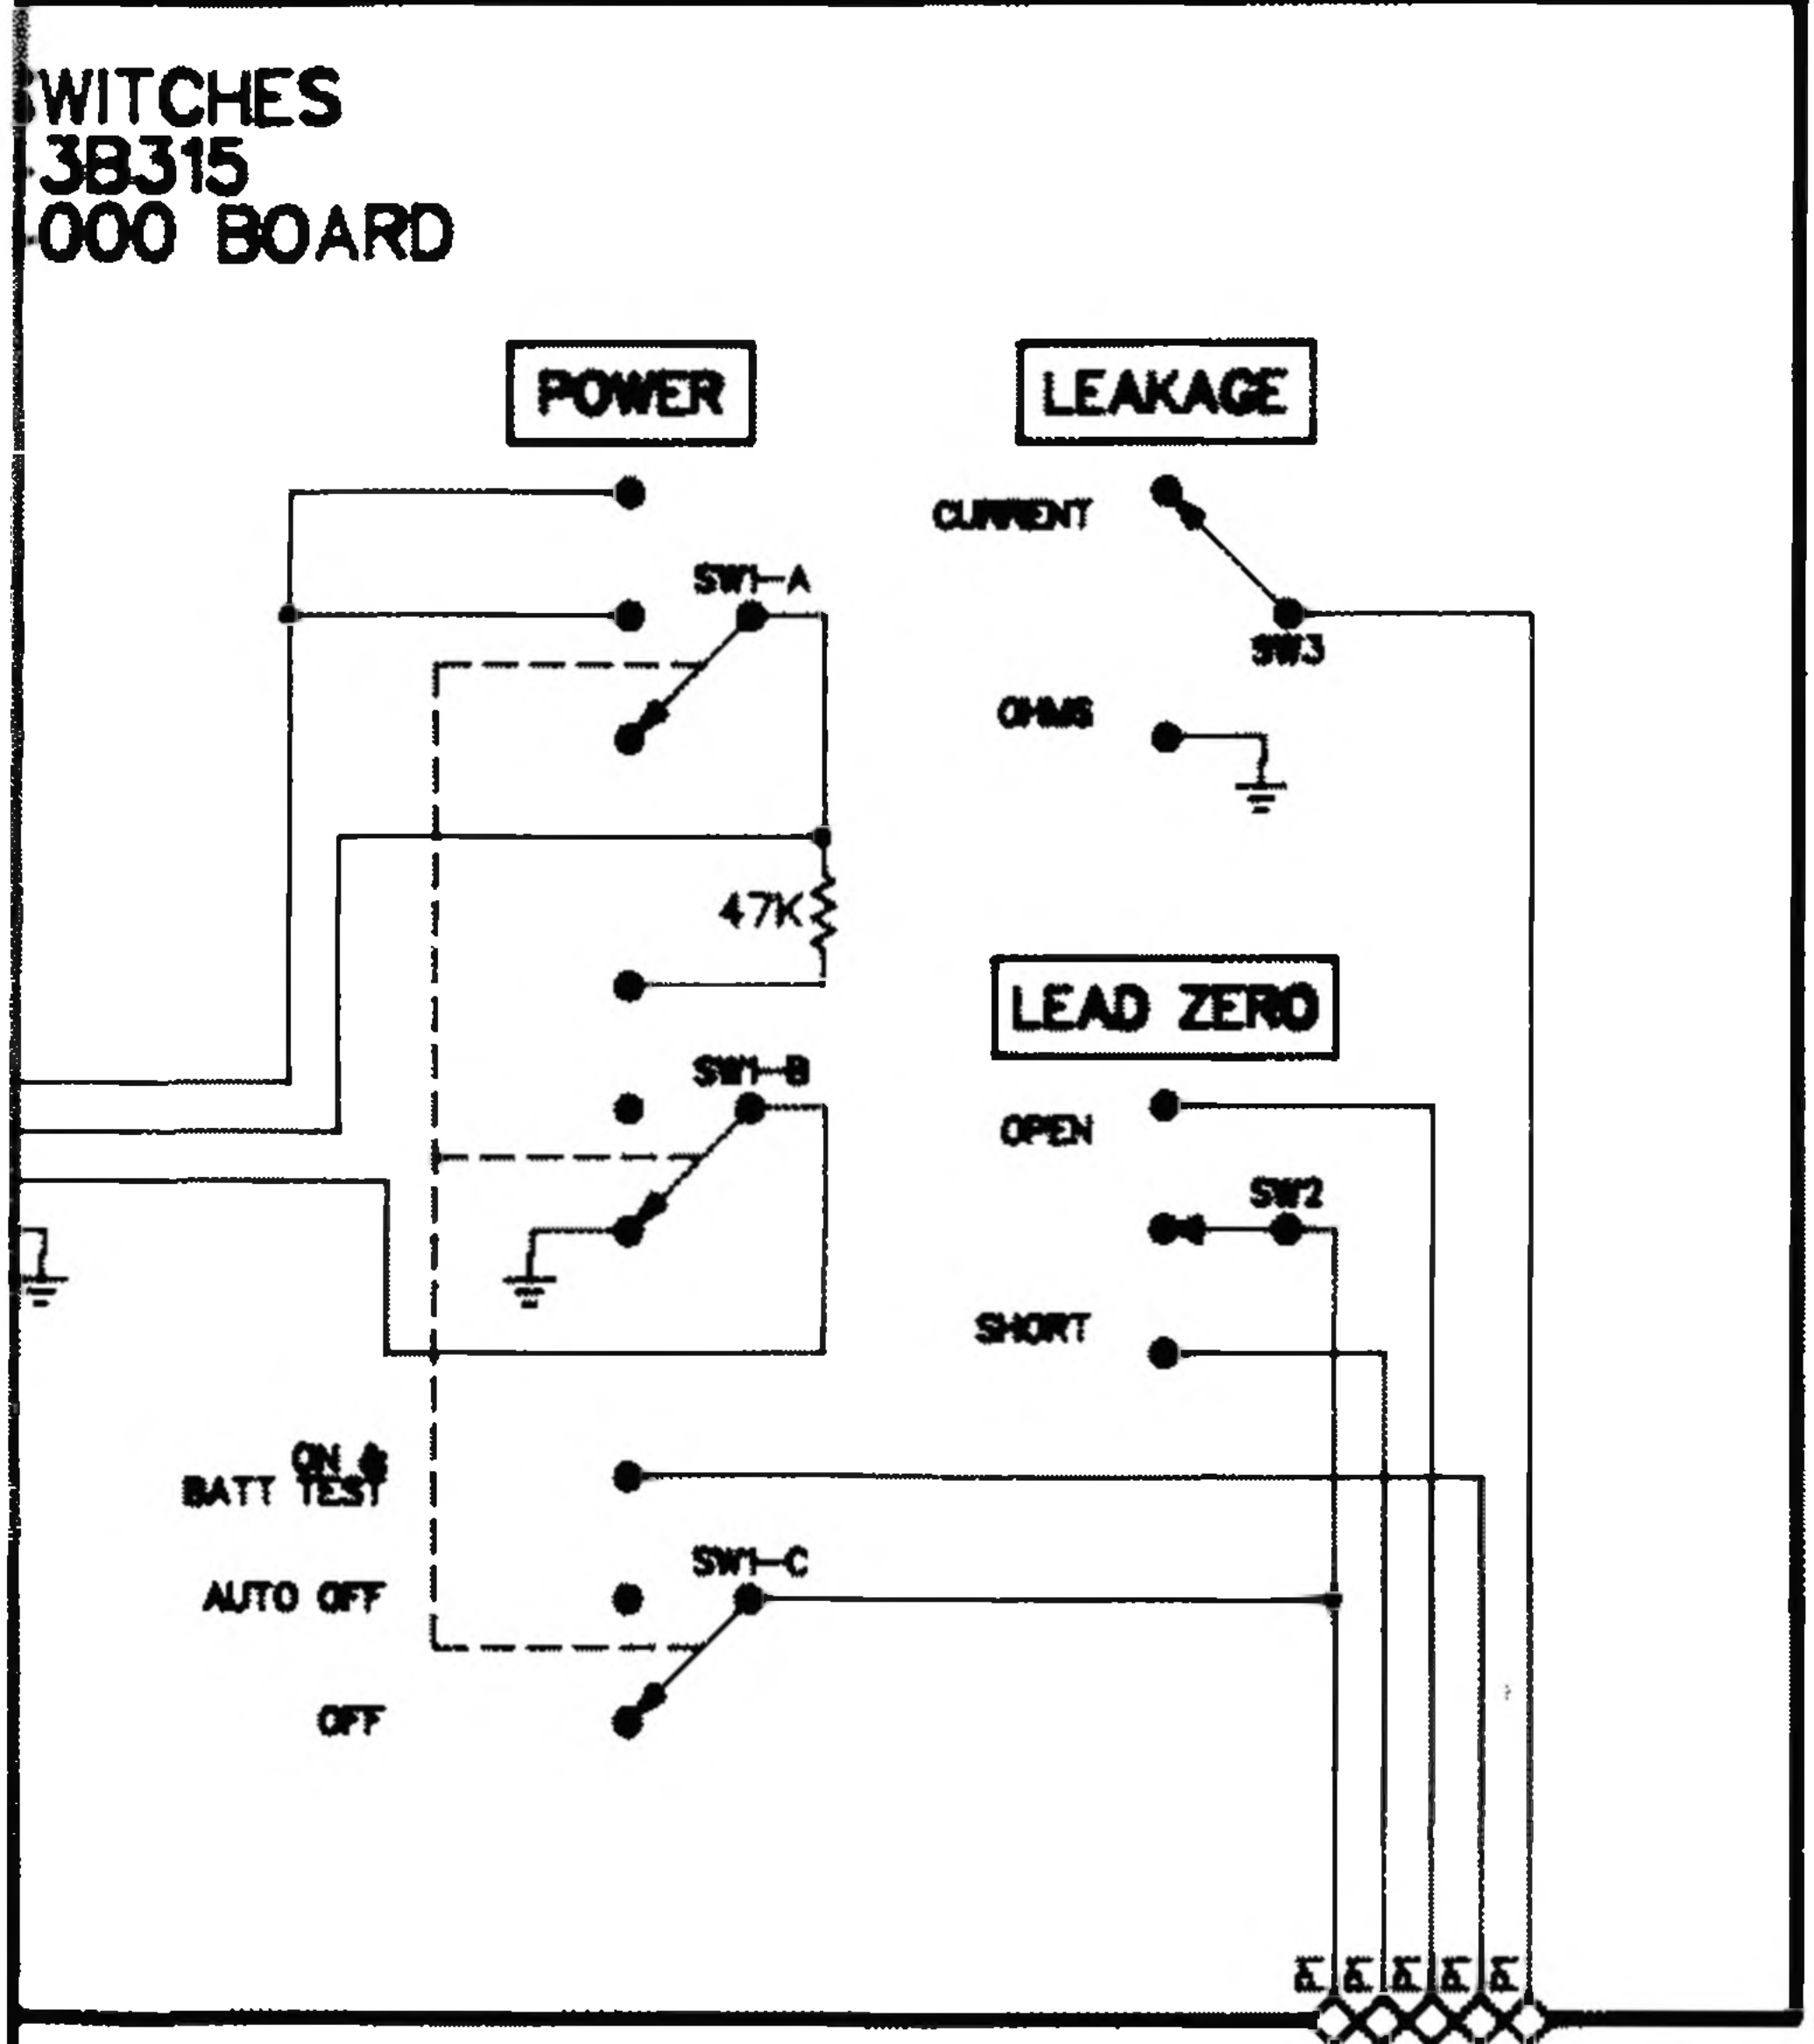 WITCHES
3B315
000 BOARD
POWER
LEAKAGE
CURRENT
SW1-A
SW3
OHMS
47K
LEAD ZERO
SW1-B
OPEN
SW2
SHORT
ON &
BATT TEST
SW1-C
AUTO OFF
OFF